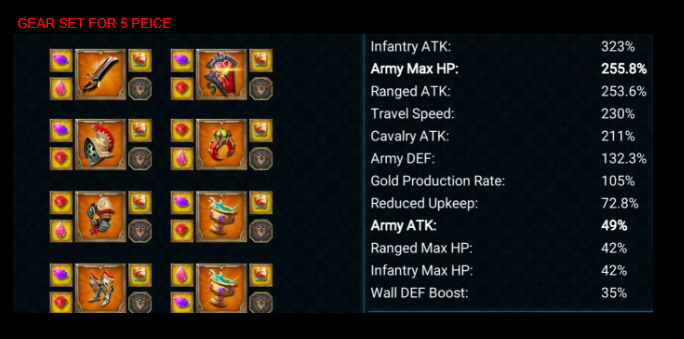 GEAR SET FOR 5 PEICE
Infantry ATK: 323%
Army Max HP: 255.8%
Ranged ATK: 253.6%
Travel Speed: 230%
Cavalry ATK: 211%
Army DEF: 132.3%
Gold Production Rate: 105%
Reduced Upkeep: 72.8%
Army ATK: 49%
Ranged Max HP: 42%
Infantry Max HP: 42%
Wall DEF Boost: 35%